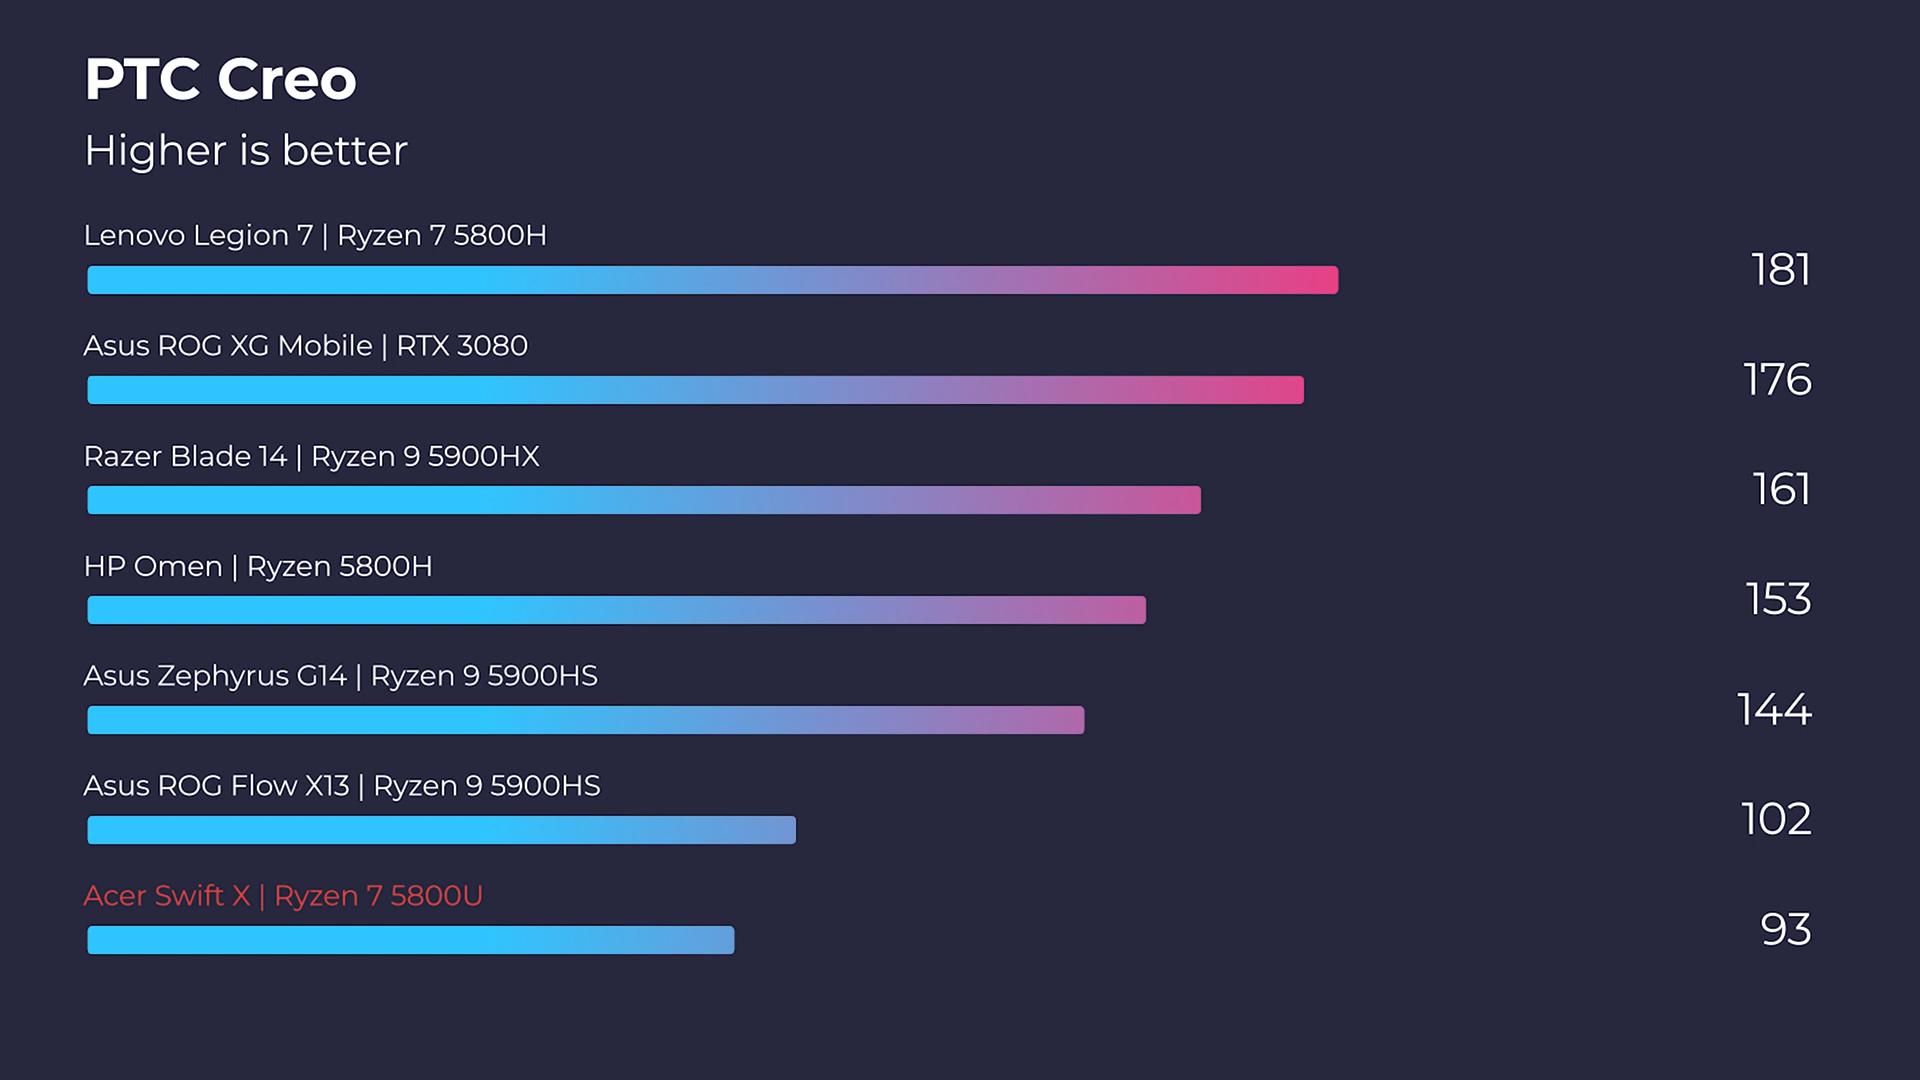 PTC Creo
Higher is better
Lenovo Legion 7 | Ryzen 7 5800H
181
Asus ROG XG Mobile | RTX 3080
176
Razer Blade 14 | Ryzen 9 5900HX
161
HP Omen | Ryzen 5800H
153
Asus Zephyrus G14 | Ryzen 9 5900HS
144
Asus ROG Flow X13 | Ryzen 9 5900HS
102
Acer Swift X | Ryzen 7 5800U
93